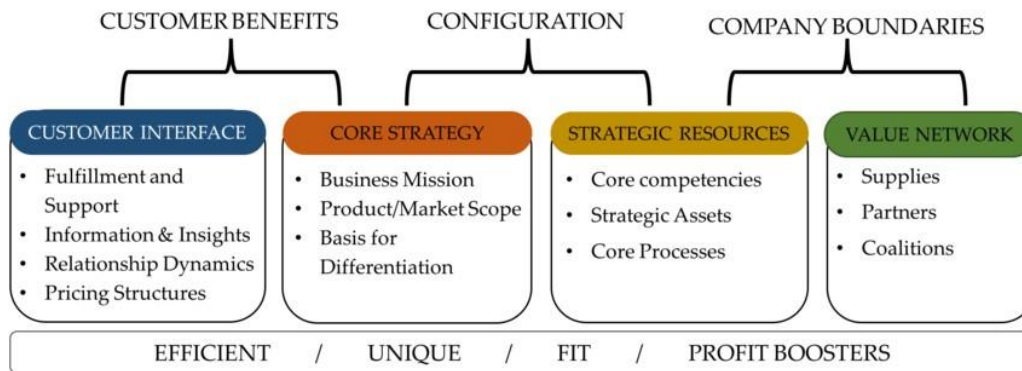 CUSTOMER BENEFITS
CONFIGURATION
COMPANY BOUNDARIES
CUSTOMER INTERFACE
• Fulfillment and
Support
• Information & Insights
• Relationship Dynamics
• Pricing Structures
CORE STRATEGY
• Business Mission
• Product/Market Scope
• Basis for
Differentiation
STRATEGIC RESOURCES
• Core competencies
• Strategic Assets
• Core Processes
VALUE NETWORK
• Supplies
• Partners
• Coalitions
EFFICIENT / UNIQUE / FIT / PROFIT BOOSTERS